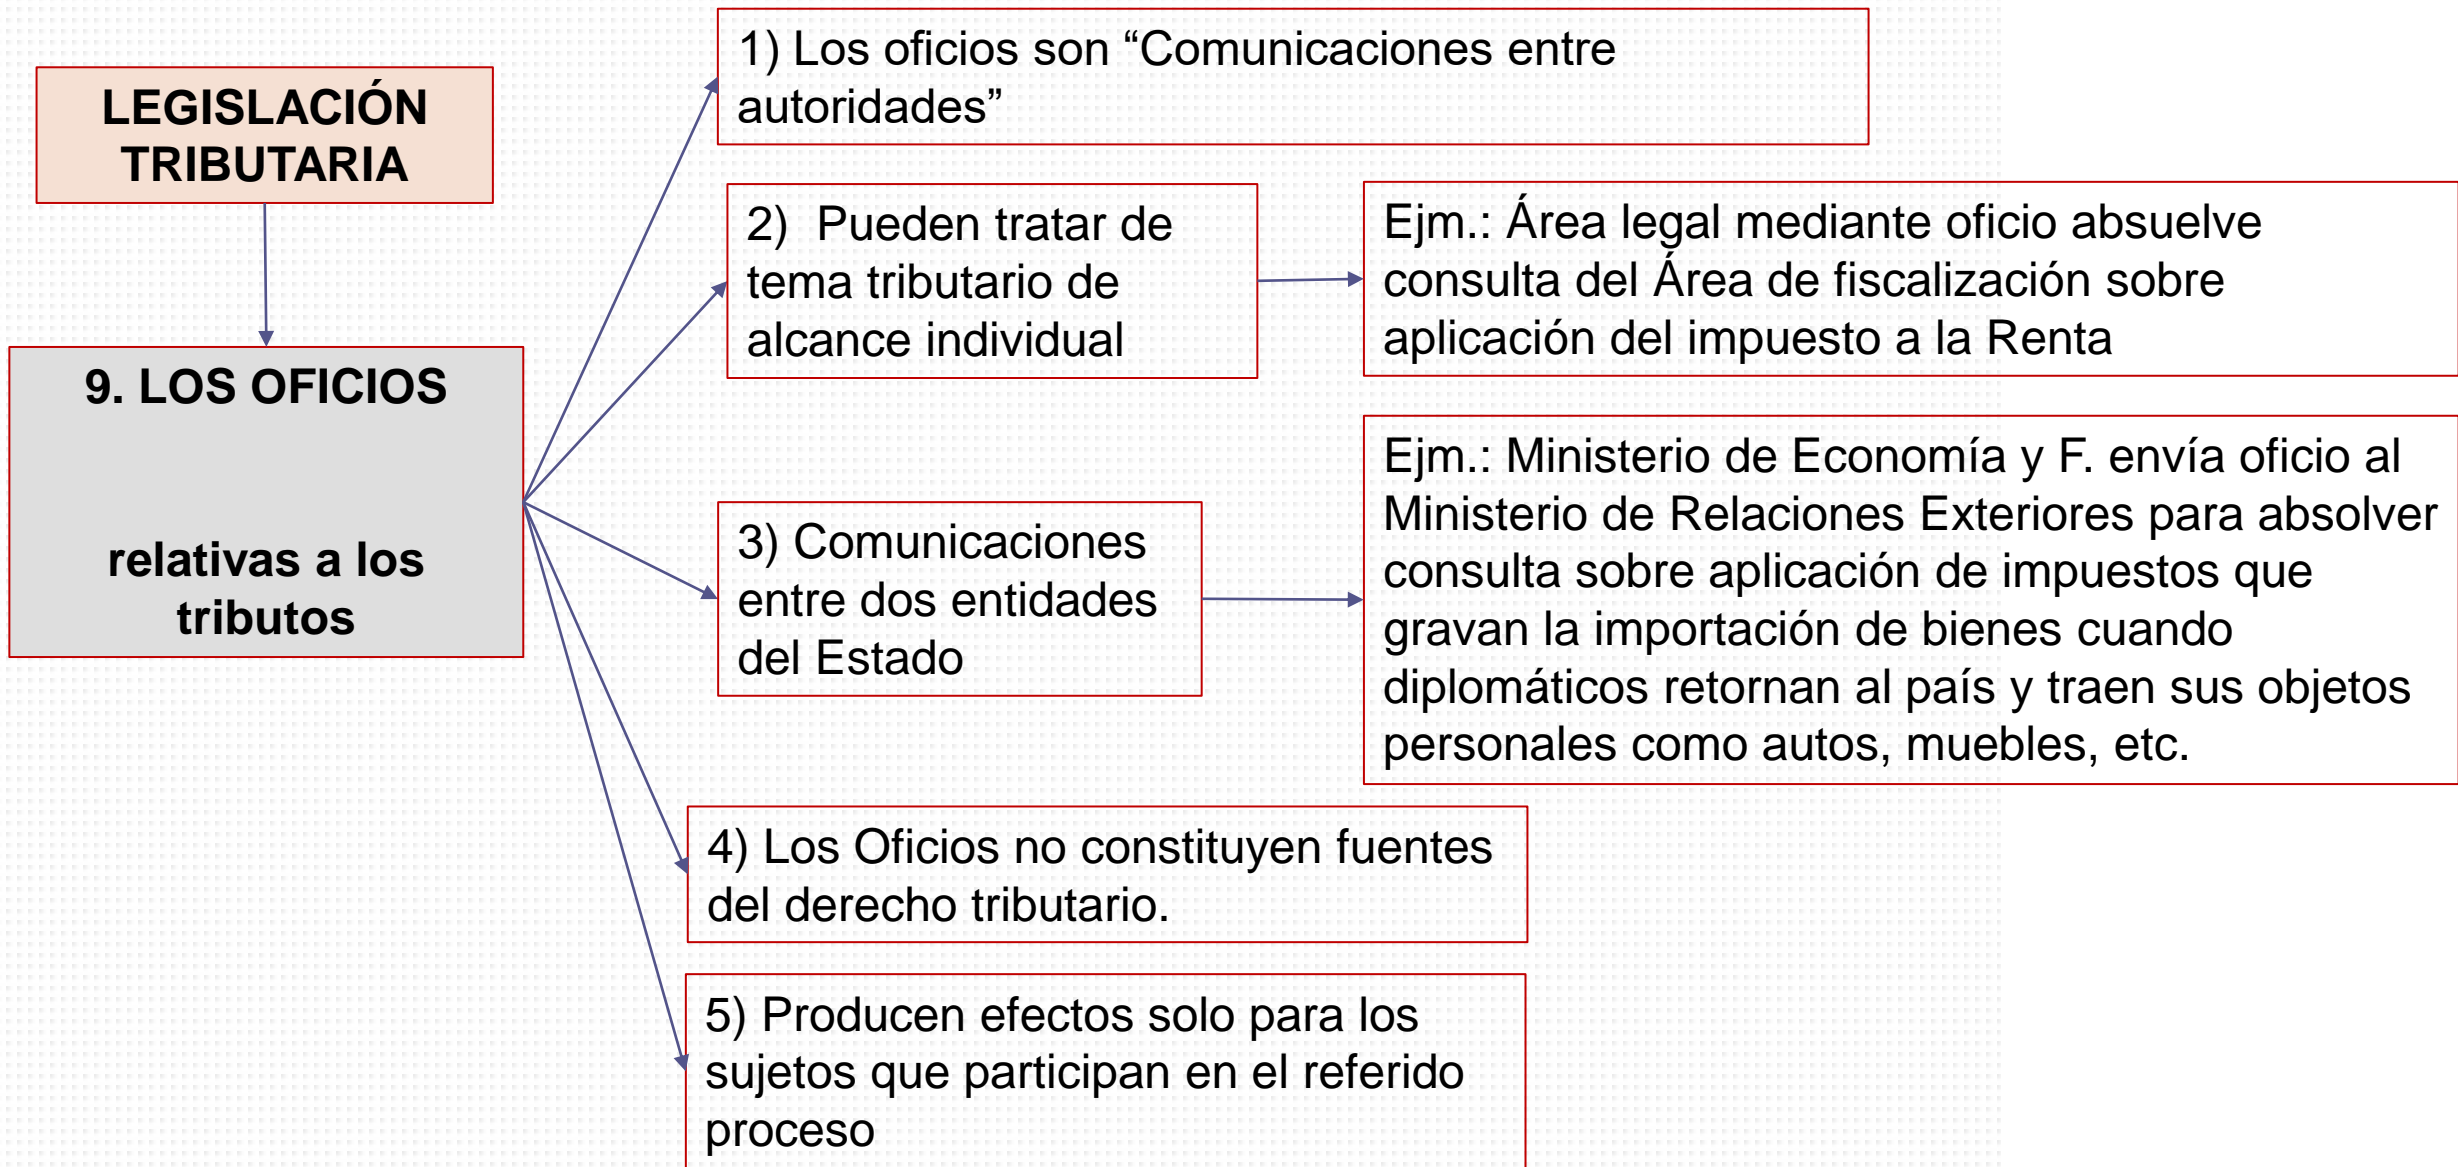 LEGISLACIÓN
TRIBUTARIA
9. LOS OFICIOS
relativas a los
tributos
1) Los oficios son “Comunicaciones entre
autoridades”
2)  Pueden tratar de
tema tributario de
alcance individual
Ejm.: Área legal mediante oficio absuelve
consulta del Área de fiscalización sobre
aplicación del impuesto a la Renta
3) Comunicaciones
entre dos entidades
del Estado
Ejm.: Ministerio de Economía y F. envía oficio al
Ministerio de Relaciones Exteriores para absolver
consulta sobre aplicación de impuestos que
gravan la importación de bienes cuando
diplomáticos retornan al país y traen sus objetos
personales como autos, muebles, etc.
4) Los Oficios no constituyen fuentes
del derecho tributario.
5) Producen efectos solo para los
sujetos que participan en el referido
proceso